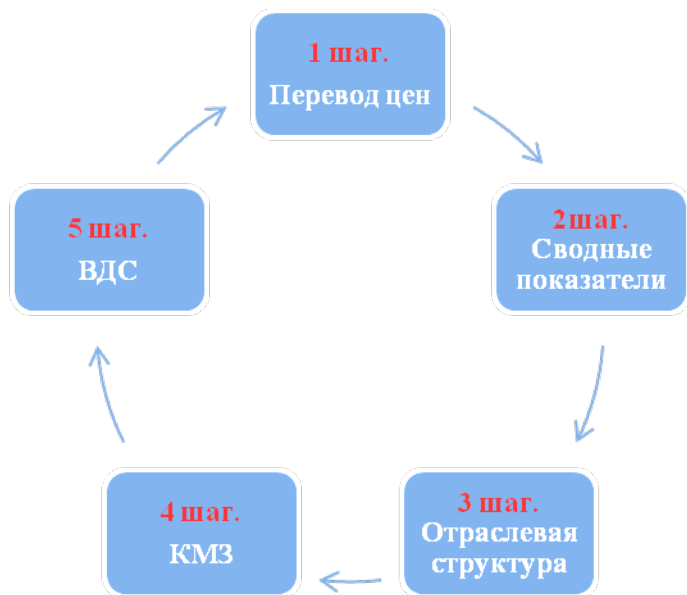 1 шаг.
Перевод цен
2шаг.
Сводные
показатели
3 шаг.
Отраслевая
структура
4 шаг.
КМЗ
5 шаг.
ВДС